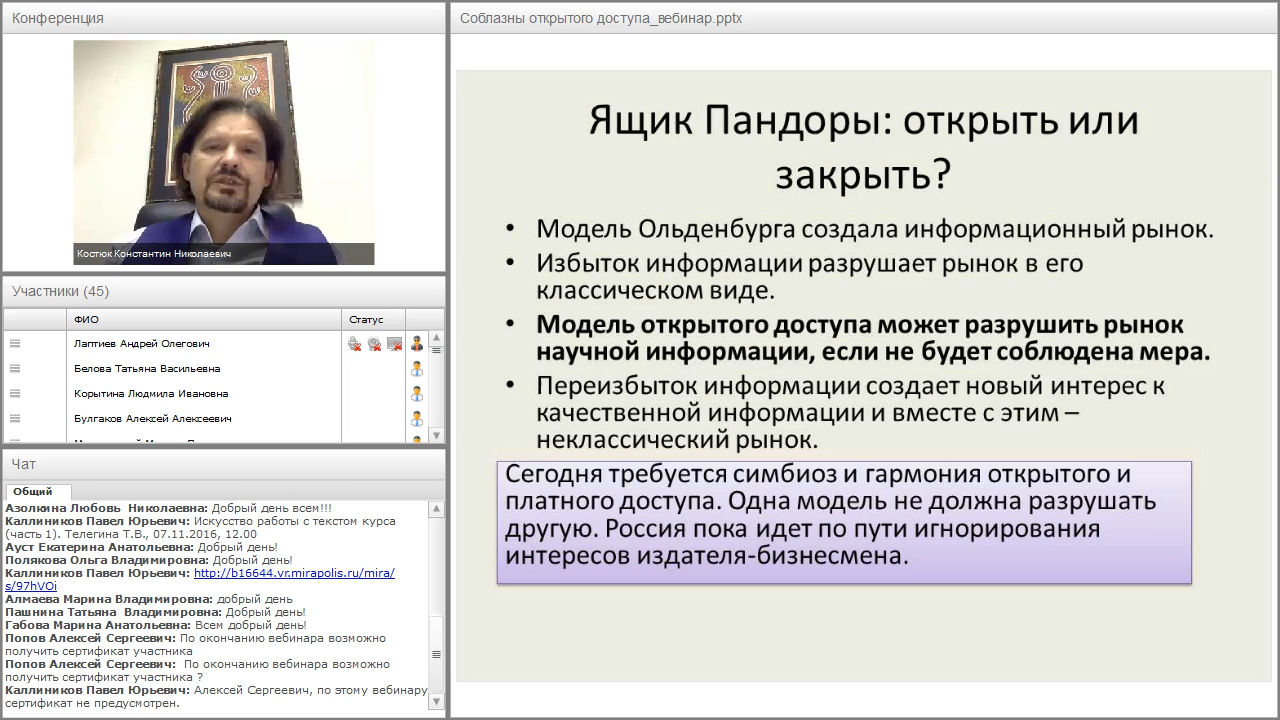 Конференция
Костюк Константин Николаевич
Участники (45)
ФИО Статус
Лаптиев Андрей Олегович
Белова Татьяна Васильевна
Корытина Людмила Ивановна
Булгаков Алексей Алексеевич
Чат
Общий
Азолкина Любовь Николаевна: Добрый день всем!!!
Каллиников Павел Юрьевич: Искусство работы с текстом курса
(часть 1). Телегина Т.В., 07.11.2016, 12.00
Ауст Екатерина Анатольевна: Добрый день!
Полякова Ольга Владимировна: Добрый день!
Каллиников Павел Юрьевич: http://b16644.vr.mirapolis.ru/mira/
s/97hVOi
Алмаева Марина Владимировна: добрый день
Пашнина Татьяна Владимировна: Добрый день!
Габова Марина Анатольевна: Всем добрый день!
Попов Алексей Сергеевич: По окончанию вебинара возможно
получить сертификат участника
Попов Алексей Сергеевич: По окончанию вебинара возможно
получить сертификат участника ?
Каллиников Павел Юрьевич: Алексей Сергеевич, по этому вебинару
сертификат не предусмотрен.
Соблазны открытого доступа_вебинар.pptx
Ящик Пандоры: открыть или
закрыть?
• Модель Ольденбурга создала информационный рынок.
• Избыток информации разрушает рынок в его
классическом виде.
• Модель открытого доступа может разрушить рынок
научной информации, если не будет соблюдена мера.
• Переизбыток информации создает новый интерес к
качественной информации и вместе с этим –
неклассический рынок.
Сегодня требуется симбиоз и гармония открытого и
платного доступа. Одна модель не должна разрушать
другую. Россия пока идет по пути игнорирования
интересов издателя-бизнесмена.